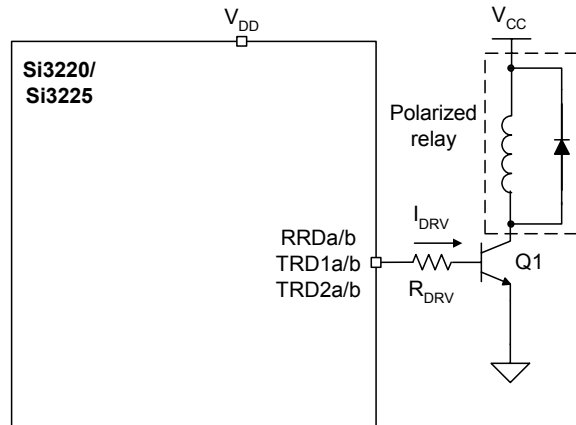 V_DD
V_CC
Si3220/
Si3225
Polarized
relay
I_DRV
RRDa/b
TRD1a/b
TRD2a/b
Q1
R_DRV